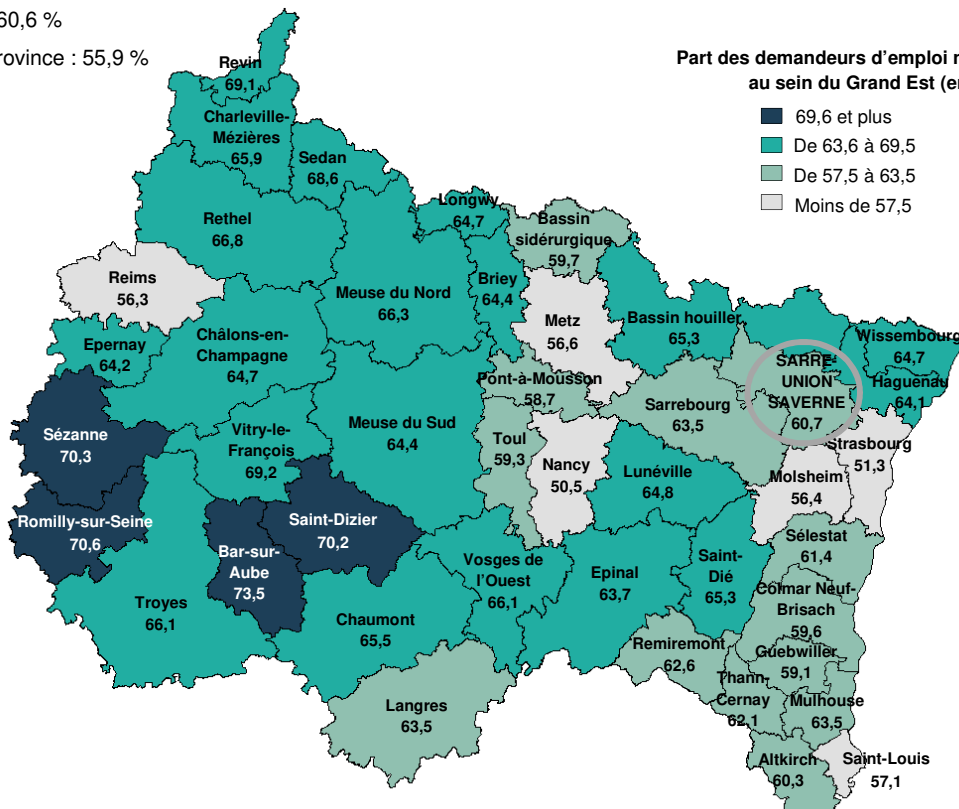 60,6 %
rovince : 55,9 %
Part des demandeurs d'emploi n
au sein du Grand Est (e
69,6 et plus
De 63,6 à 69,5
De 57,5 à 63,5
Moins de 57,5
Revin
69,1
Charleville-
Mézières
65,9
Sedan
68,6
Rethel
66,8
Longwy
64,7
Bassin
sidérurgique
59,7
Reims
56,3
Meuse du Nord
66,3
Briey
64,4
Metz
56,6
Bassin houiller
65,3
Wissembourg
64,7
Epernay
64,2
Châlons-en-
Champagne
64,7
Pont-à-Mousson
58,7
SARRE-
UNION
SAVERNE
60,7
Haguenau
64,1
Sézanne
70,3
Vitry-le-
François
69,2
Meuse du Sud
64,4
Toul
59,3
Nancy
50,5
Sarrebourg
63,5
Strasbourg
51,3
Lunéville
64,8
Molsheim
56,4
Romilly-sur-Seine
70,6
Saint-Dizier
70,2
Bar-sur-
Aube
73,5
Vosges de
l'Ouest
66,1
Epinal
63,7
Saint-
Dié
65,3
Sélestat
61,4
Colmar Neuf-
Brisach
59,6
Troyes
66,1
Chaumont
65,5
Remiremont
62,6
Guebwiller
59,1
Thann-
Cernay
62,1
Mulhouse
63,5
Langres
63,5
Altkirch
60,3
Saint-Louis
57,1